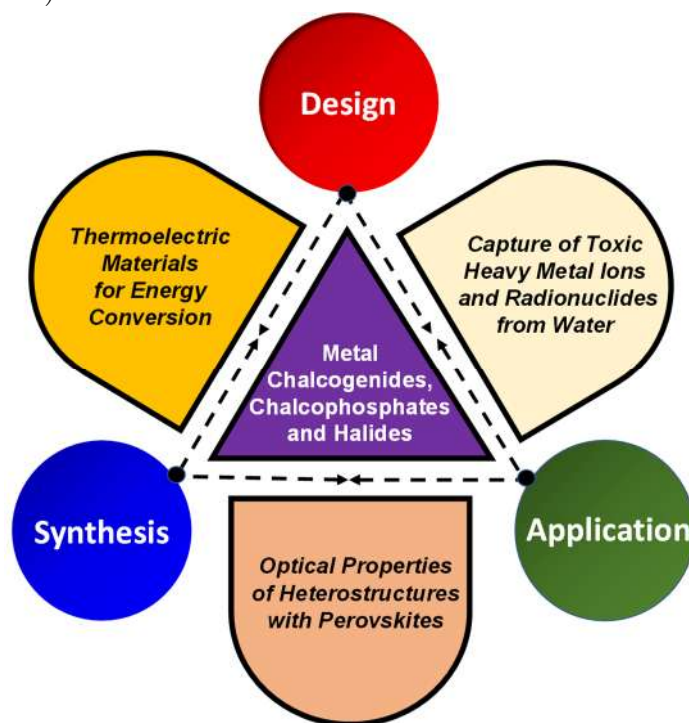 )
Design
Thermoelectric
Materials
for Energy
Conversion
Capture of Toxic
Heavy Metal Ions
and Radionuclides
from Water
Metal
Chalcogenides,
Chalcophosphates
and Halides
Synthesis
Application
Optical Properties
of Heterostructures
with Perovskites